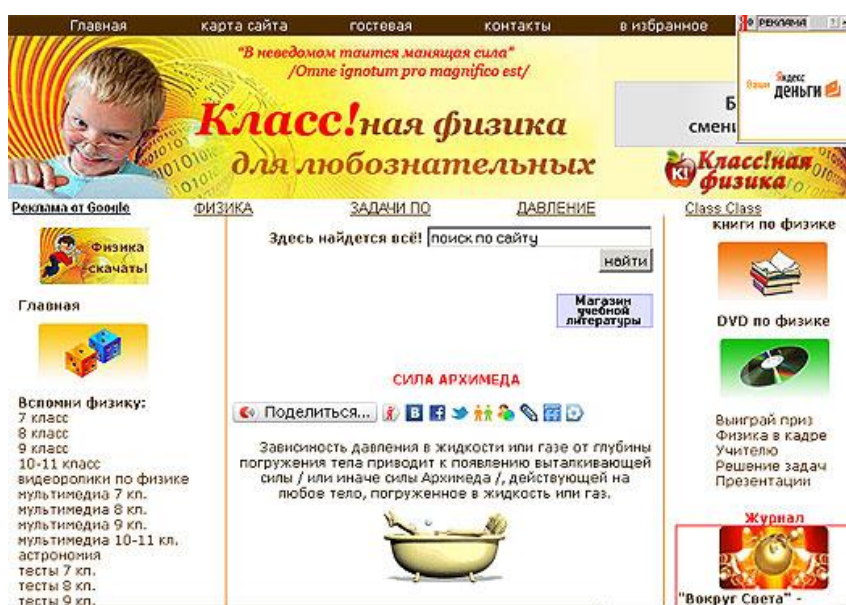 Главная карта сайта гостевая контакты в избранное
РЕКЛАМА
"В неведомом таится манящая сила"
/Omne ignotum pro magnifico est/
Яндекс
деньги
Класс!ная физика
для любознательных
Класс!ная
физика
Реклама от Google ФИЗИКА ЗАДАЧИ ПО ДАВЛЕНИЕ Class Class
Физика
скачать!
Главная
Вспомни физику:
7 класс
8 класс
9 класс
10-11 класс
видеоролики по физике
мультимедиа 7 кл.
мультимедиа 8 кл.
мультимедиа 9 кл.
мультимедиа 10-11 кл.
астрономия
тесты 7 кл.
тесты 8 кл.
тесты 9 кл.
Здесь найдется всё! поиск по сайту
найти
Магазин
учебной
литературы
СИЛА АРХИМЕДА
Поделиться...
Зависиность давления в жидкости или газе от глубины
погружения тела приводит к появлению выталкивающей
силы / или иначе силы Архимеда /, действующей на
любое тело, погруженное в жидкость или газ.
книги по физике
DVD по физике
Выиграй приз
Физика в кадре
Учителю
Решение задач
Презентации
Журнал
"Вокруг Света" -